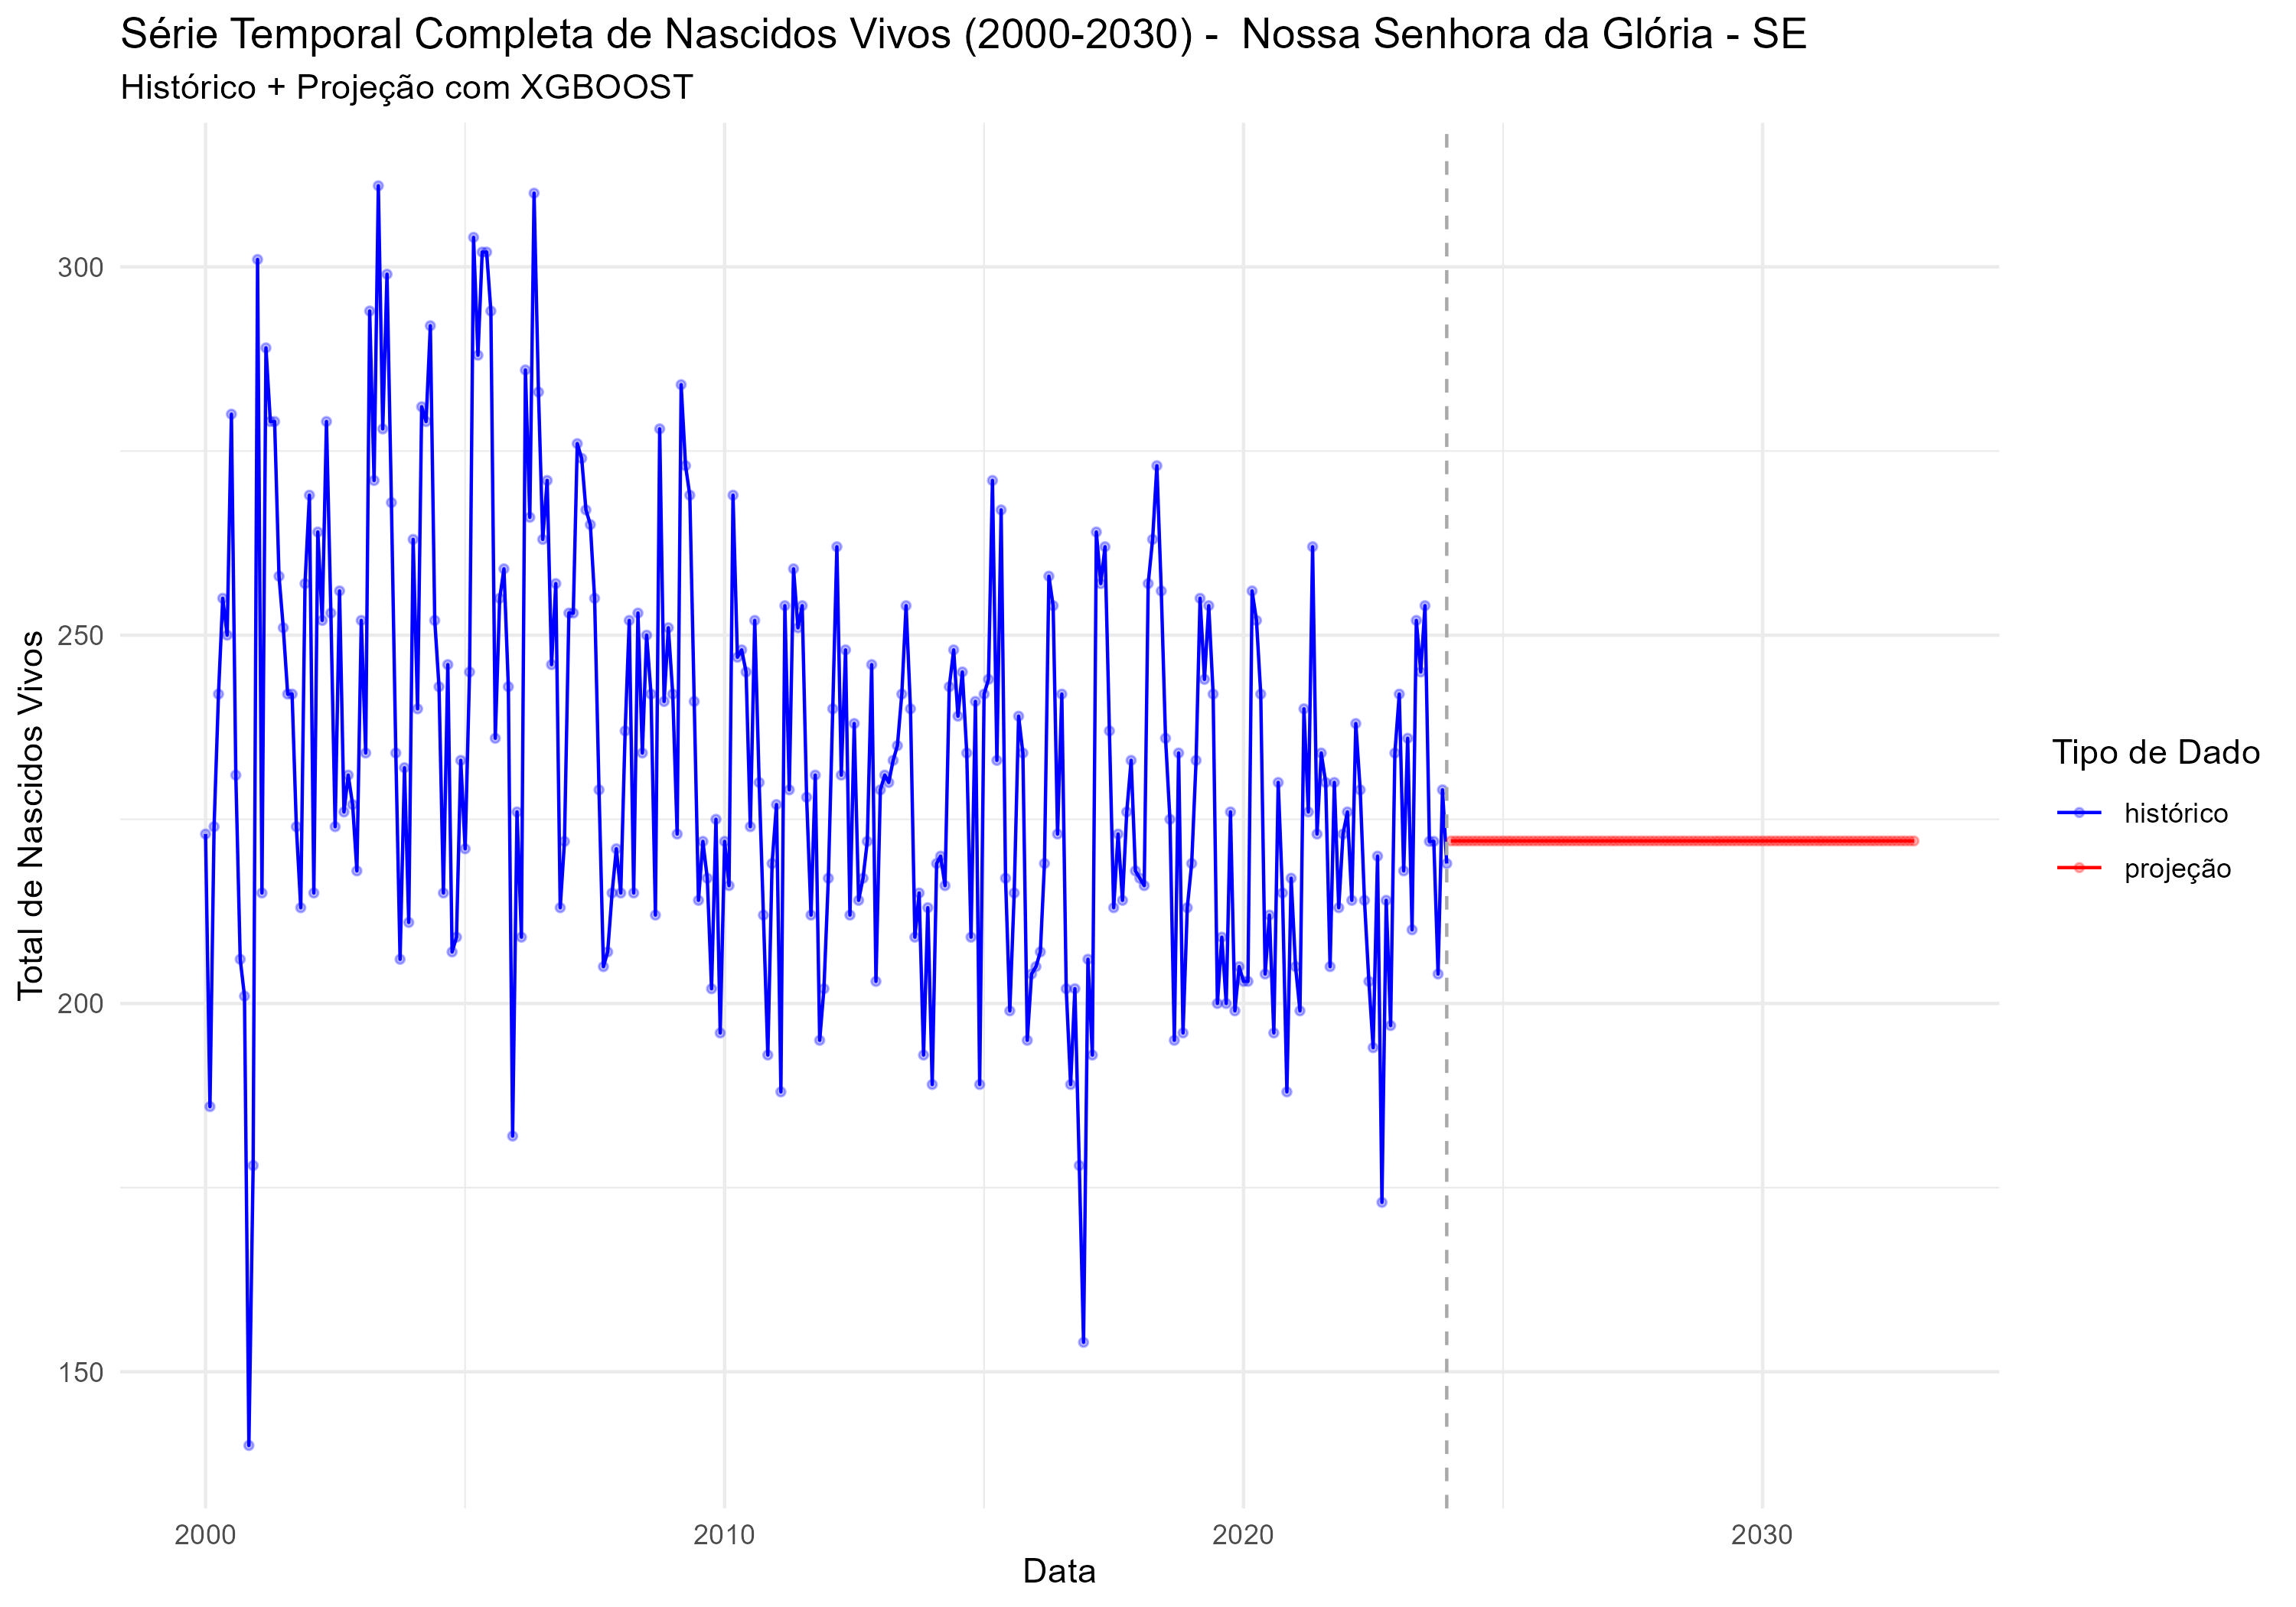 Série Temporal Completa de Nascidos Vivos (2000-2030) -  Nossa Senhora da Glória - SE
Histórico + Projeção com XGBOOST
Total de Nascidos Vivos
300
250
200
150
2000
2010
2020
2030
Data
Tipo de Dado
histórico
projeção